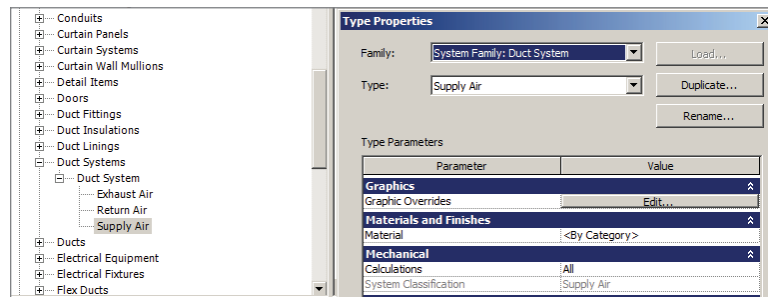 Conduits
Curtain Panels
Curtain Systems
Curtain Wall Mullions
Detail Items
Doors
Duct Fittings
Duct Insulations
Duct Linings
Duct Systems
Duct System
Exhaust Air
Return Air
Supply Air
Ducts
Electrical Equipment
Electrical Fixtures
Flex Ducts
Type Properties
Family: System Family: Duct System Load...
Type: Supply Air Duplicate...
Rename...
Type Parameters
Parameter Value
Graphics
Graphic Overrides Edit...
Materials and Finishes
Material <By Category>
Mechanical
Calculations All
System Classification Supply Air